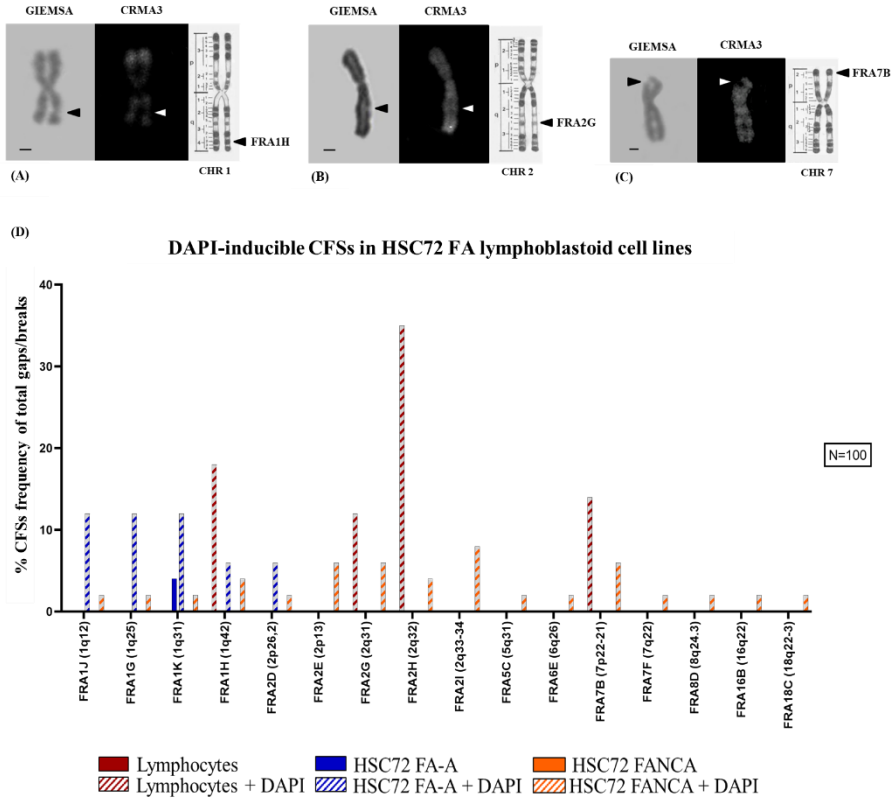 GIEMSA CRMA3
FRA1H
(A) CHR 1
GIEMSA CRMA3
FRA2G
(B) CHR 2
GIEMSA CRMA3
FRA7B
(C) CHR 7
(D)
DAPI-inducible CFSs in HSC72 FA lymphoblastoid cell lines
% CFSs frequency of total gaps/breaks
40
30
20
10
0
N=100
FRA1J (1q12)
FRA1G (1q25)
FRA1K (1q31)
FRA1H (1q42)
FRA2D (2p26,2)
FRA2E (2p13)
FRA2G (2q31)
FRA2H (2q32)
FRA2I (2q33-34)
FRA5C (5q31)
FRA6E (6q26)
FRA7B (7p22-21)
FRA7F (7q22)
FRA8D (8q24.3)
FRA16B (16q22)
FRA18C (18q22-3)
Lymphocytes HSC72 FA-A HSC72 FANCA
Lymphocytes + DAPI HSC72 FA-A + DAPI HSC72 FANCA + DAPI